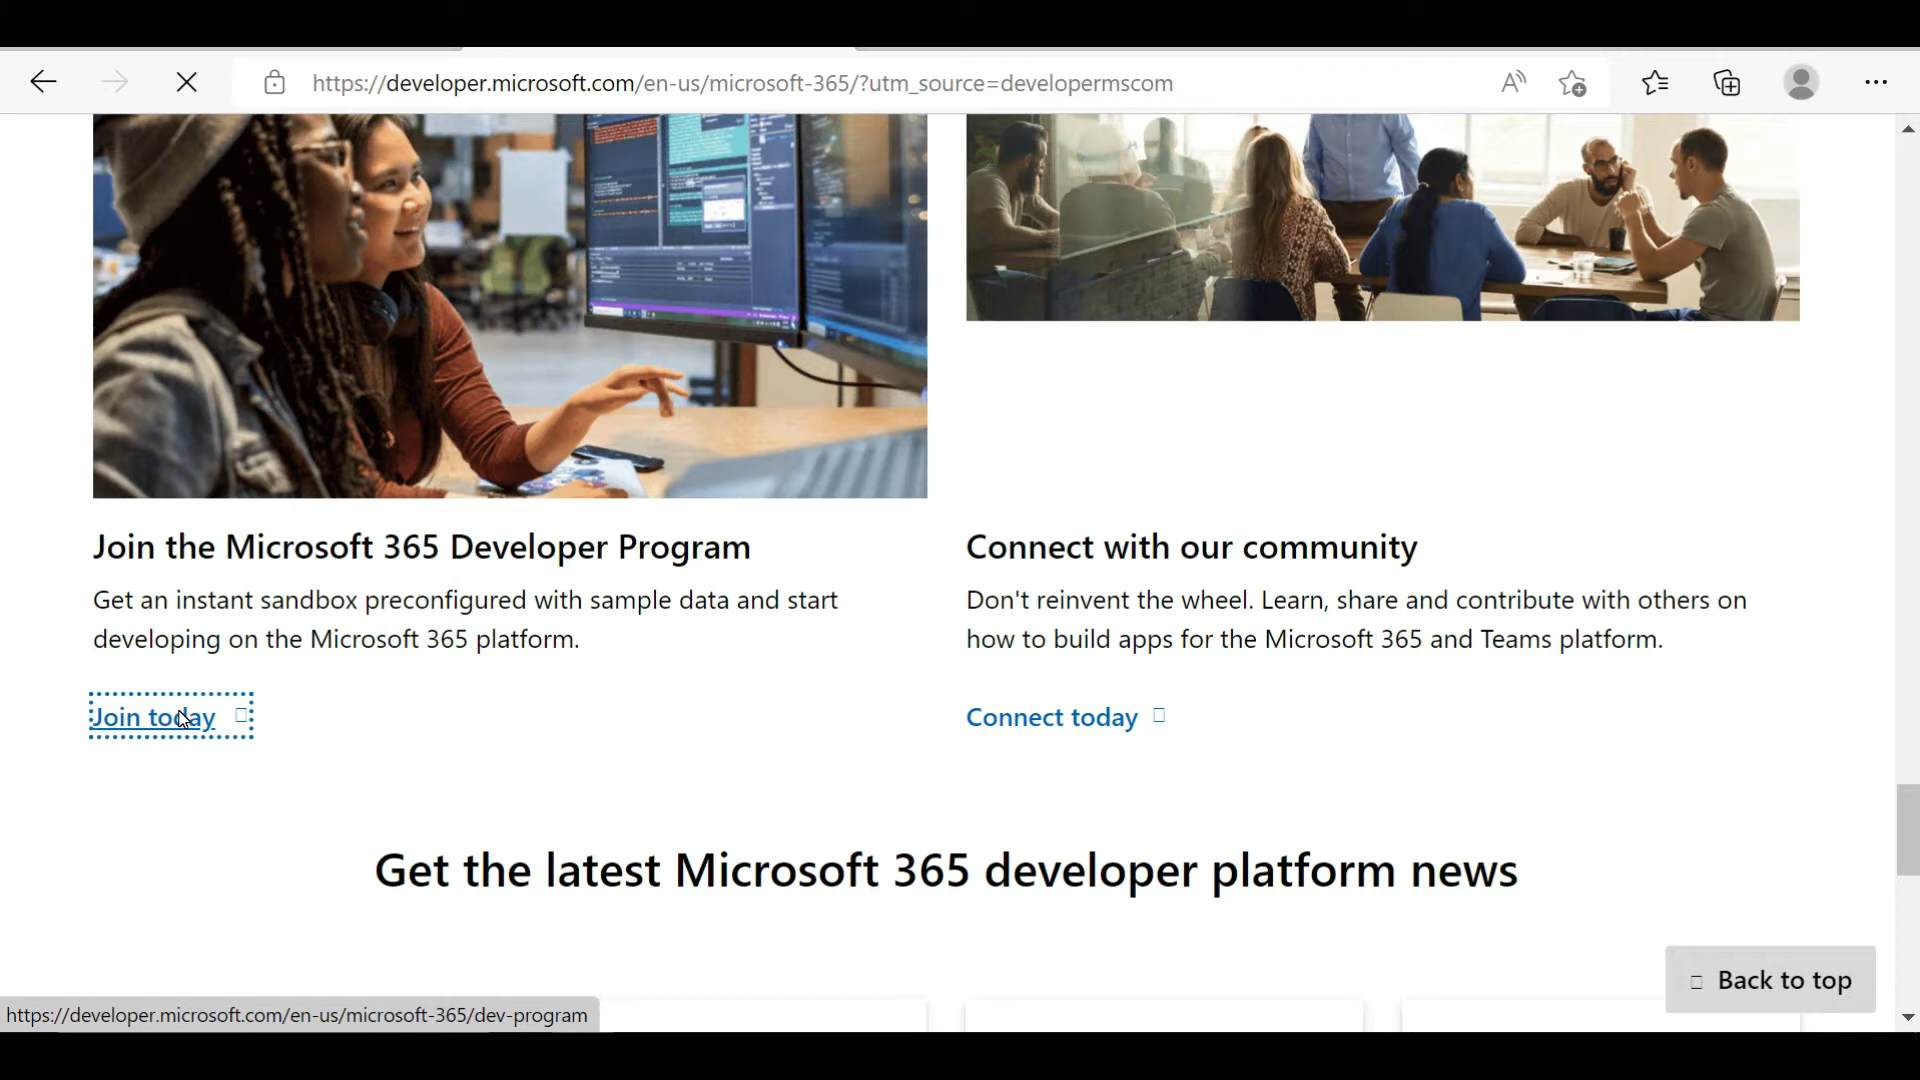 https://developer.microsoft.com/en-us/microsoft-365/?utm_source=developermscom
Join the Microsoft 365 Developer Program
Get an instant sandbox preconfigured with sample data and start
developing on the Microsoft 365 platform.
Join today
Connect with our community
Don't reinvent the wheel. Learn, share and contribute with others on
how to build apps for the Microsoft 365 and Teams platform.
Connect today
Get the latest Microsoft 365 developer platform news
Back to top
https://developer.microsoft.com/en-us/microsoft-365/dev-program